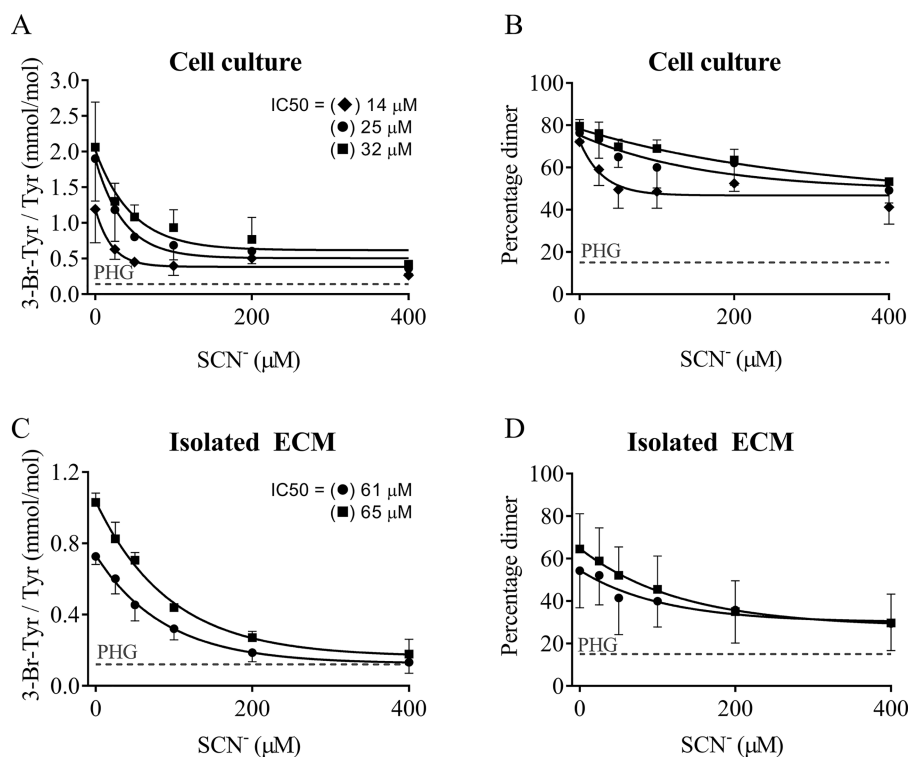 A
Cell culture
3-Br-Tyr / Tyr (mmol/mol)
3.0
2.5
2.0
1.5
1.0
0.5
0.0
IC50 = (◆) 14 μM
(●) 25 μM
(■) 32 μM
PHG
0 200 400
SCN⁻ (μM)
B
Cell culture
Percentage dimer
100
80
60
40
20
0
PHG
0 200 400
SCN⁻ (μM)
C
Isolated ECM
3-Br-Tyr / Tyr (mmol/mol)
1.2
0.8
0.4
0.0
IC50 = (●) 61 μM
(■) 65 μM
PHG
0 200 400
SCN⁻ (μM)
D
Isolated ECM
Percentage dimer
100
80
60
40
20
0
PHG
0 200 400
SCN⁻ (μM)